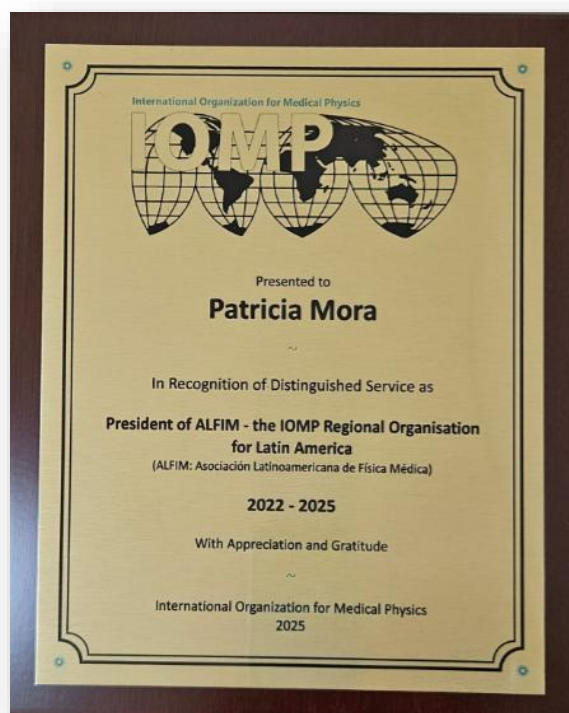 International Organization for Medical Physics
IOMP
Presented to
Patricia Mora
~
In Recognition of Distinguished Service as
President of ALFIM - the IOMP Regional Organisation
for Latin America
(ALFIM: Asociación Latinoamericana de Física Médica)
2022 - 2025
With Appreciation and Gratitude
~
International Organization for Medical Physics
2025